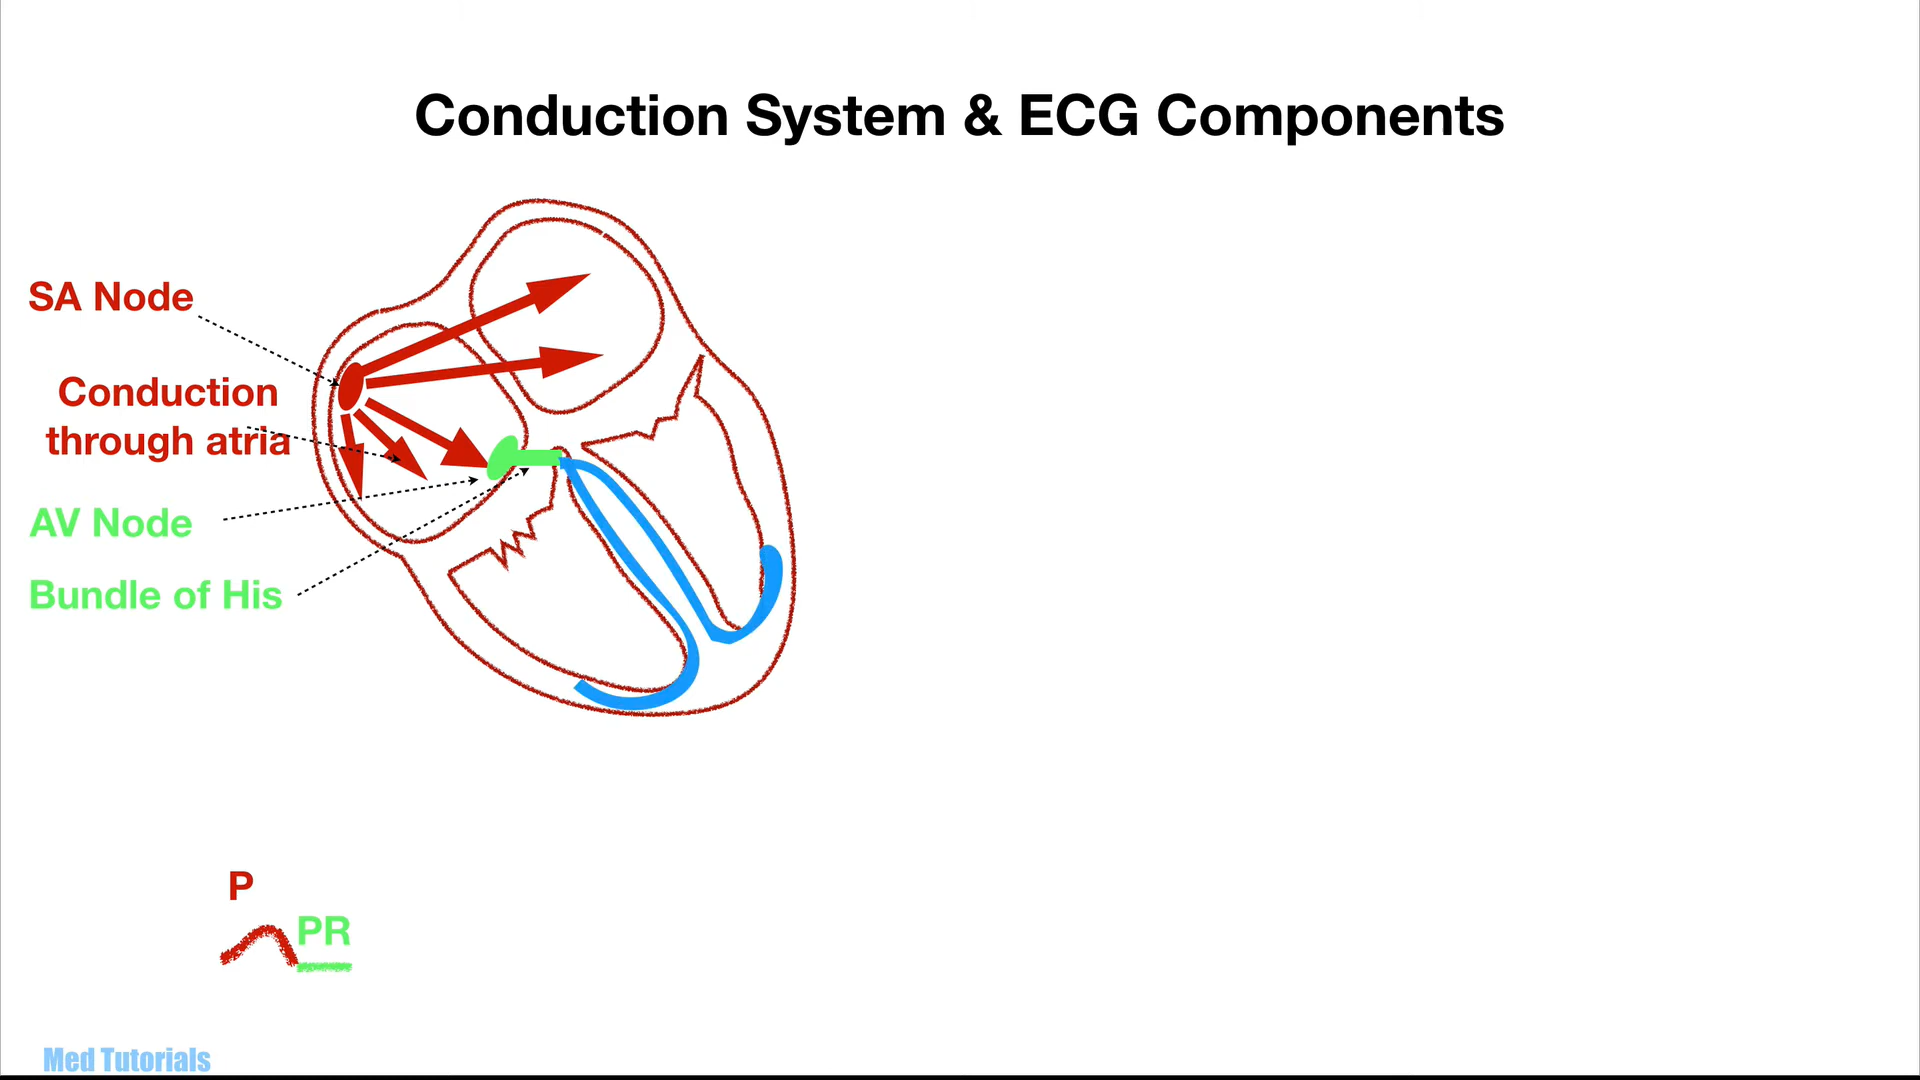 Conduction System & ECG Components
SA Node
Conduction
through atria
AV Node
Bundle of His
P
PR
Med Tutorials